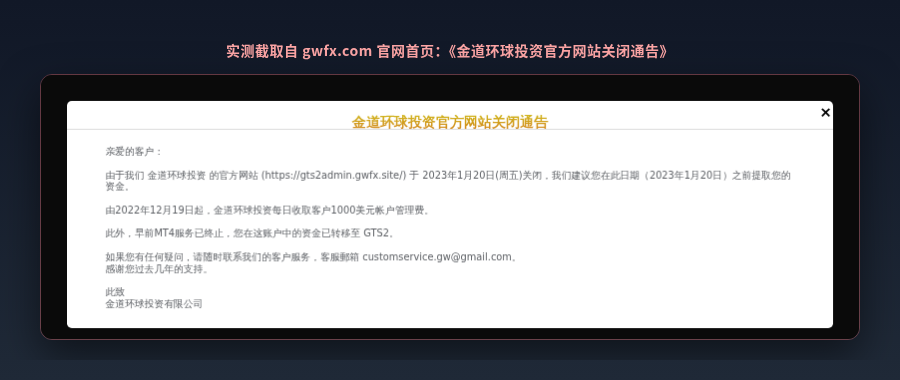 实测截取自 gwfx.com 官网首页：《金道环球投资官方网站关闭通告》
×
金道环球投资官方网站关闭通告
亲爱的客户：
由于我们 金道环球投资 的官方网站 (https://gts2admin.gwfx.site/) 于 2023年1月20日(周五)关闭，我们建议您在此日期（2023年1月20日）之前提取您的
资金。
由2022年12月19日起，金道环球投资每日收取客户1000美元帐户管理费。
此外，早前MT4服务已终止，您在这账户中的资金已转移至 GTS2。
如果您有任何疑问，请随时联系我们的客户服务，客服邮箱 customservice.gw@gmail.com。
感谢您过去几年的支持。
此致
金道环球投资有限公司